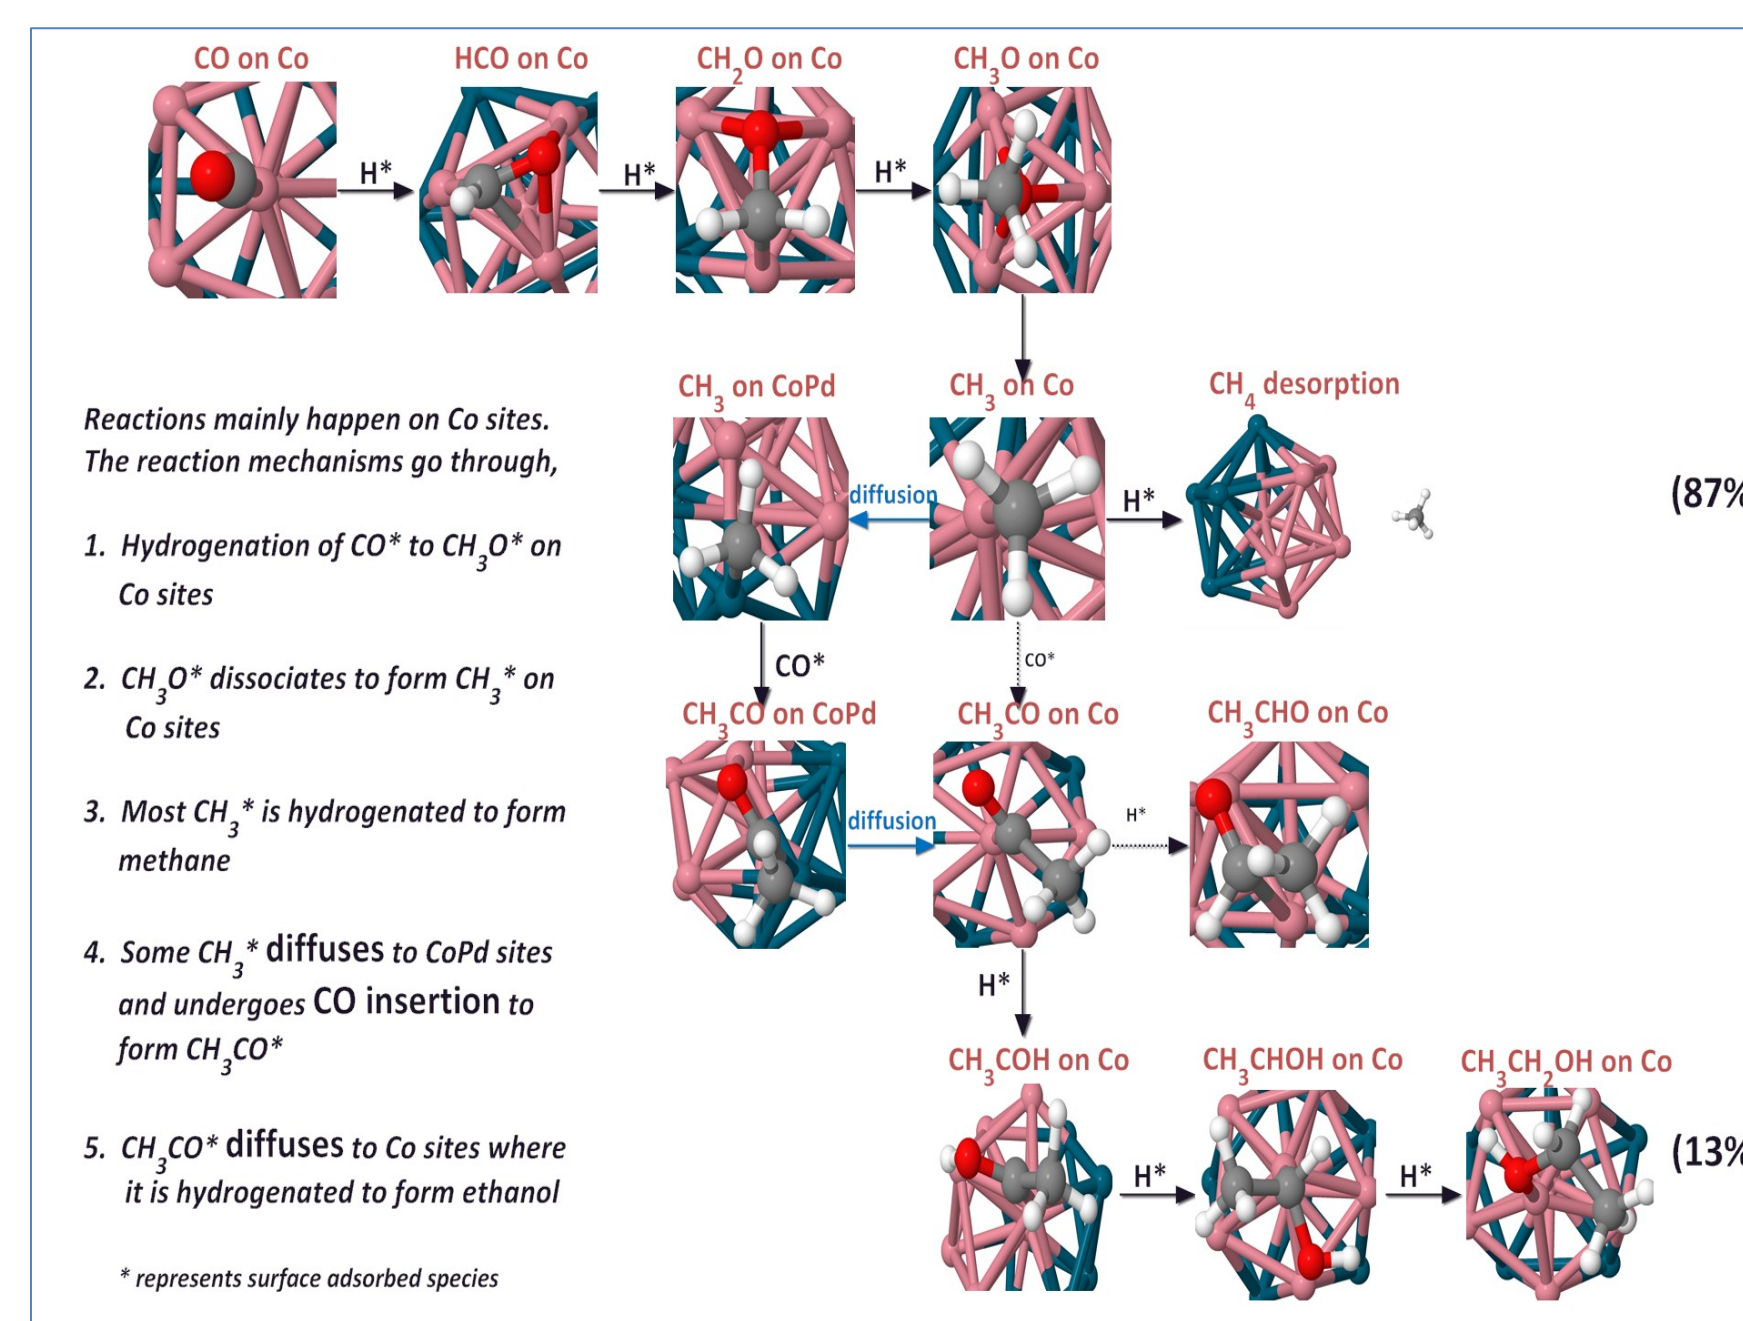 CO on Co
HCO on Co
CH2O on Co
CH3O on Co
H*
H*
H*
CH3 on CoPd
CH3 on Co
CH4 desorption
diffusion
H*
(87%
Reactions mainly happen on Co sites.
The reaction mechanisms go through,
1. Hydrogenation of CO* to CH3O* on
Co sites
2. CH3O* dissociates to form CH3* on
Co sites
3. Most CH3* is hydrogenated to form
methane
4. Some CH3* diffuses to CoPd sites
and undergoes CO insertion to
form CH3CO*
5. CH3CO* diffuses to Co sites where
it is hydrogenated to form ethanol
* represents surface adsorbed species
CO*
CO*
CH3CO on CoPd
CH3CO on Co
CH3CHO on Co
diffusion
H*
H*
CH3COH on Co
CH3CHOH on Co
CH3CH2OH on Co
H*
H*
(13%